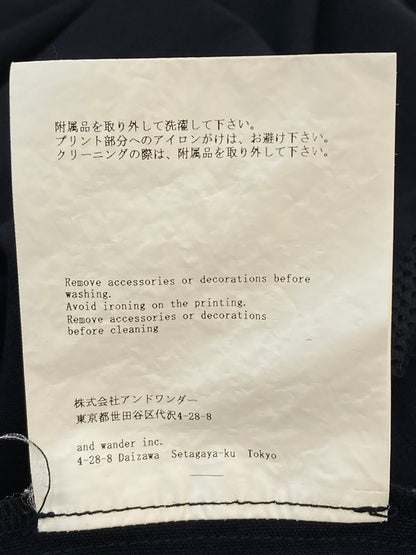 附属品を取り外して洗濯して下さい。
プリント部分へのアイロンがけは、お避け下さい。
クリーニングの際は、附属品を取り外して下さい。
Remove accessories or decorations before
washing.
Avoid ironing on the printing.
Remove accessories or decorations
before cleaning
株式会社アンドワンダー
東京都世田谷区代沢4-28-8
and wander inc.
4-28-8 Daizawa Setagaya-ku Tokyo